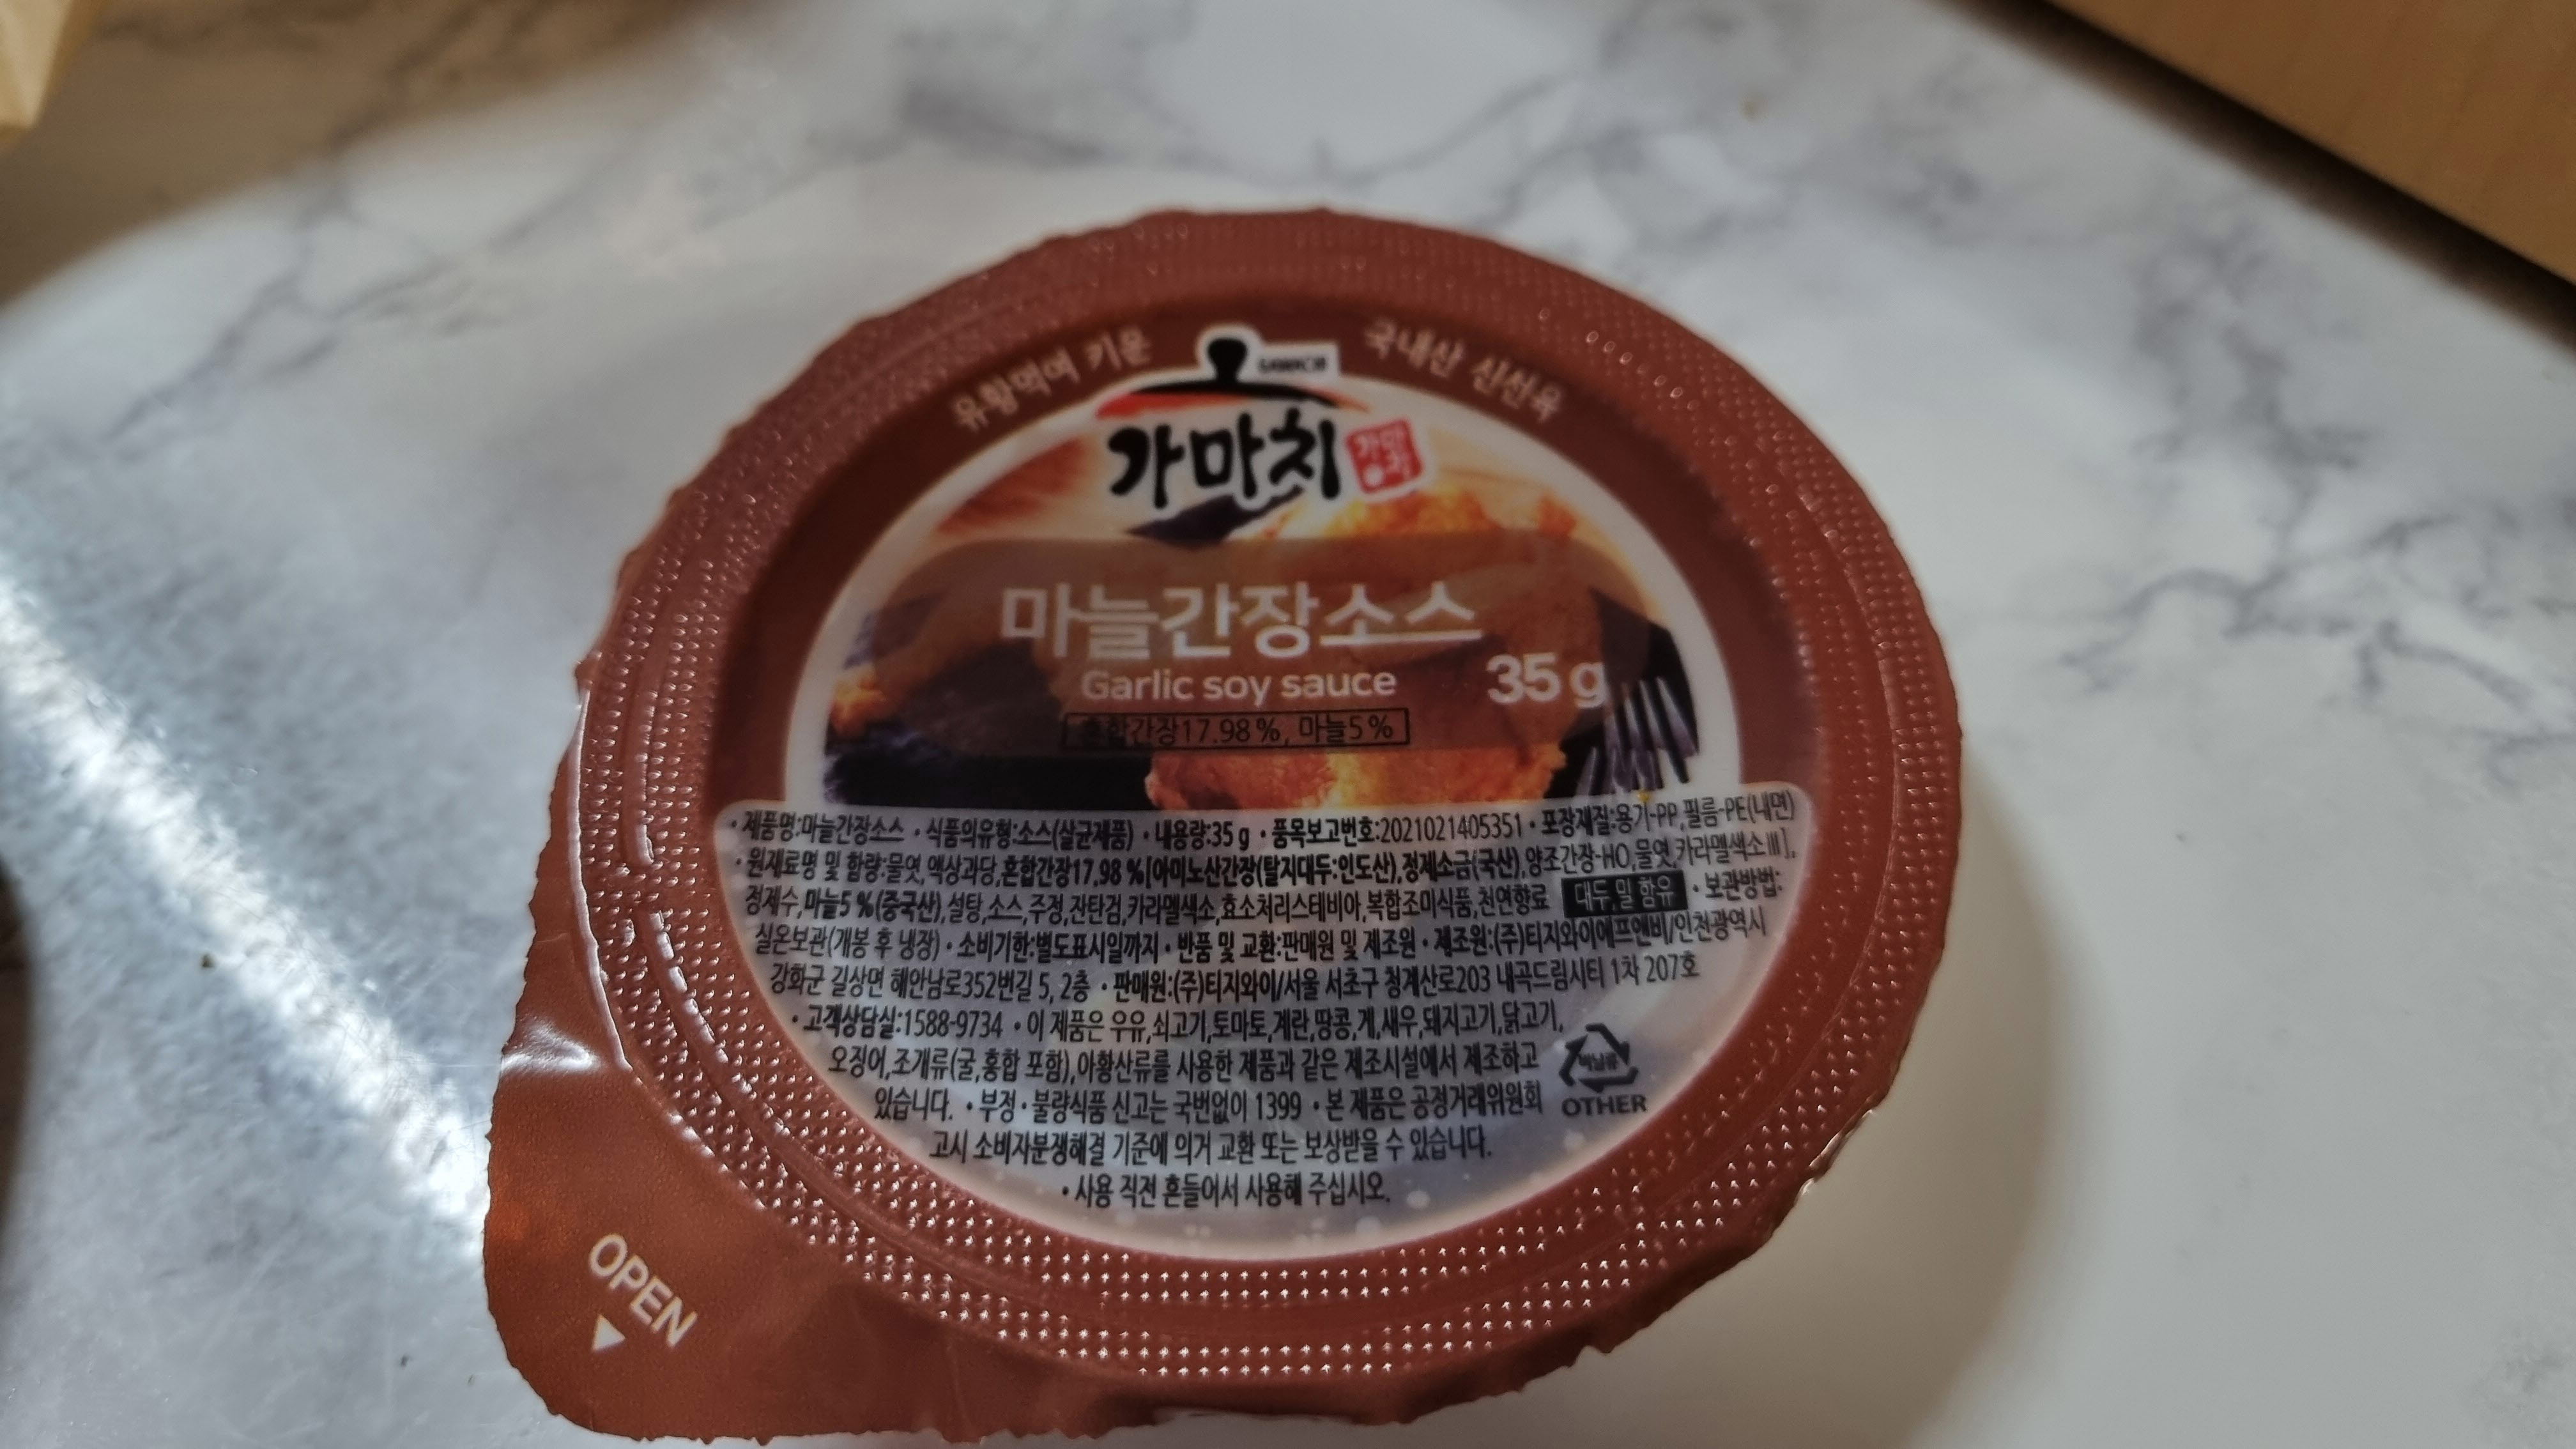 유황먹여 키운 국내산 신선육
가마치 가마치
마늘간장소스
Garlic soy sauce 35 g
혼합간장17.98 %, 마늘5 %
• 제품명:마늘간장소스 • 식품의유형:소스(살균제품) • 내용량:35 g • 품목보고번호:2021021405351 • 포장재질:용기-PP,필름-PE(내면)
• 원재료명 및 함량:물엿,액상과당,혼합간장17.98 %[아미노산간장(탈지대두:인도산),정제소금(국산),양조간장-HO,물엿,카라멜색소Ⅲ],
정제수,마늘5 %(중국산),설탕,소스,주정,잔탄검,카라멜색소,효소처리스테비아,복합조미식품,천연향료 대두,밀 함유 • 보관방법:
실온보관(개봉 후 냉장) • 소비기한:별도표시일까지 • 반품 및 교환:판매원 및 제조원 • 제조원:(주)티지와이에프앤비/인천광역시
강화군 길상면 해안남로352번길 5, 2층 • 판매원:(주)티지와이/서울 서초구 청계산로203 내곡드림시티 1차 207호
• 고객상담실:1588-9734 • 이 제품은 우유,쇠고기,토마토,계란,땅콩,게,새우,돼지고기,닭고기,
오징어,조개류(굴,홍합 포함),아황산류를 사용한 제품과 같은 제조시설에서 제조하고
있습니다. • 부정•불량식품 신고는 국번없이 1399 • 본 제품은 공정거래위원회
고시 소비자분쟁해결 기준에 의거 교환 또는 보상받을 수 있습니다.
• 사용 직전 흔들어서 사용해 주십시오.
비닐류
OTHER
OPEN